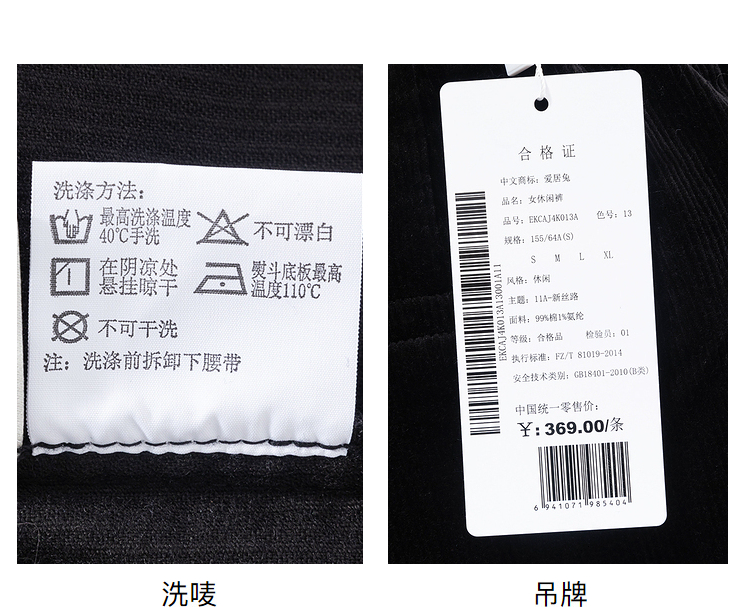 洗涤方法:
最高洗涤温度
40℃手洗
不可漂白
在阴凉处
悬挂晾干
熨斗底板最高
温度110℃
不可干洗
注: 洗涤前拆卸下腰带
洗唛
合格证
中文商标: 爱居兔
品名: 女休闲裤
品号: EKCAJ4K013A 色号: 13
规格: 155/64A(S)
S M L XL
风格: 休闲
主题: 11A-新丝路
面料: 99%棉1%氨纶
等级: 合格品 检验员: 01
执行标准: FZ/T 81019-2014
安全技术类别: GB18401-2010(B类)
EKCAJ4K013A13001A11
中国统一零售价:
¥: 369.00/条
6 941071 985404
吊牌